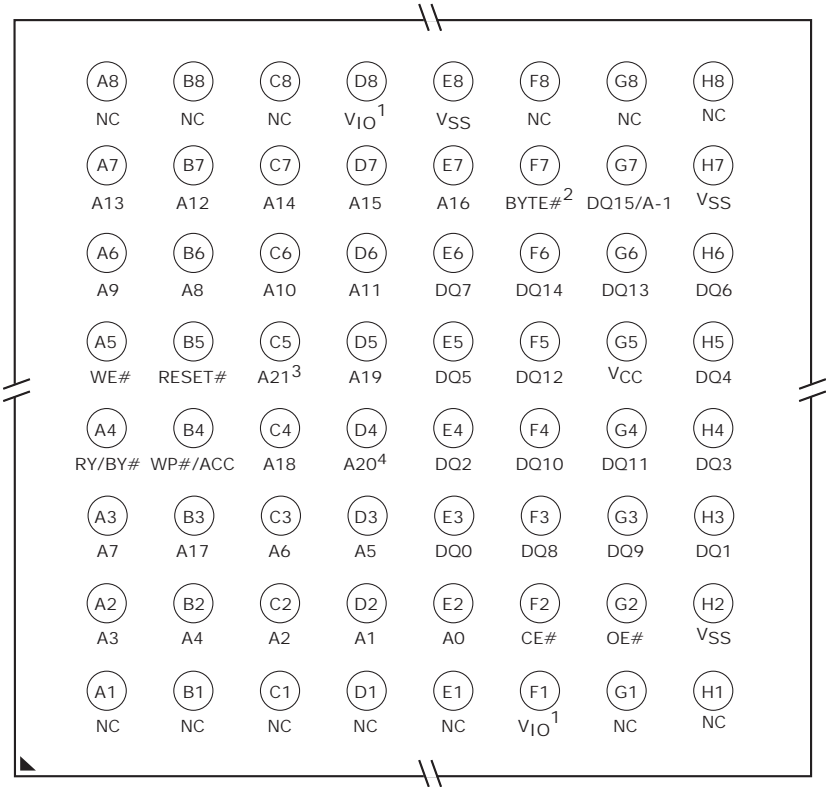 A8 B8 C8 D8 E8 F8 G8 H8
NC NC NC VIO1 VSS NC NC NC
A7 B7 C7 D7 E7 F7 G7 H7
A13 A12 A14 A15 A16 BYTE#2 DQ15/A-1 VSS
A6 B6 C6 D6 E6 F6 G6 H6
A9 A8 A10 A11 DQ7 DQ14 DQ13 DQ6
A5 B5 C5 D5 E5 F5 G5 H5
WE# RESET# A213 A19 DQ5 DQ12 VCC DQ4
A4 B4 C4 D4 E4 F4 G4 H4
RY/BY# WP#/ACC A18 A204 DQ2 DQ10 DQ11 DQ3
A3 B3 C3 D3 E3 F3 G3 H3
A7 A17 A6 A5 DQ0 DQ8 DQ9 DQ1
A2 B2 C2 D2 E2 F2 G2 H2
A3 A4 A2 A1 A0 CE# OE# VSS
A1 B1 C1 D1 E1 F1 G1 H1
NC NC NC NC NC VIO1 NC NC